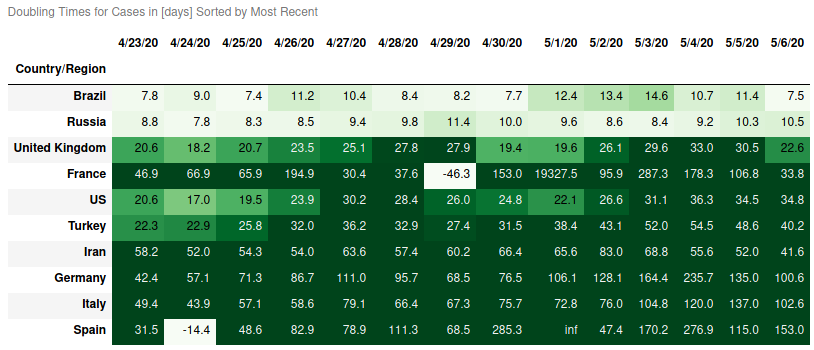 Doubling Times for Cases in [days] Sorted by Most Recent
4/23/20 4/24/20 4/25/20 4/26/20 4/27/20 4/28/20 4/29/20 4/30/20 5/1/20 5/2/20 5/3/20 5/4/20 5/5/20 5/6/20
Country/Region
Brazil 7.8 9.0 7.4 11.2 10.4 8.4 8.2 7.7 12.4 13.4 14.6 10.7 11.4 7.5
Russia 8.8 7.8 8.3 8.5 9.4 9.8 11.4 10.0 9.6 8.6 8.4 9.2 10.3 10.5
United Kingdom 20.6 18.2 20.7 23.5 25.1 27.8 27.9 19.4 19.6 26.1 29.6 33.0 30.5 22.6
France 46.9 66.9 65.9 194.9 30.4 37.6 -46.3 153.0 19327.5 95.9 287.3 178.3 106.8 33.8
US 20.6 17.0 19.5 23.9 30.2 28.4 26.0 24.8 22.1 26.6 31.1 36.3 34.5 34.8
Turkey 22.3 22.9 25.8 32.0 36.2 32.9 27.4 31.5 38.4 43.1 52.0 54.5 48.6 40.2
Iran 58.2 52.0 54.3 54.0 63.6 57.4 60.2 66.4 65.6 83.0 68.8 55.6 52.0 41.6
Germany 42.4 57.1 71.3 86.7 111.0 95.7 68.5 76.5 106.1 128.1 164.4 235.7 135.0 100.6
Italy 49.4 43.9 57.1 58.6 79.1 66.4 67.3 75.7 72.8 76.0 104.8 120.0 137.0 102.6
Spain 31.5 -14.4 48.6 82.9 78.9 111.3 68.5 285.3 inf 47.4 170.2 276.9 115.0 153.0